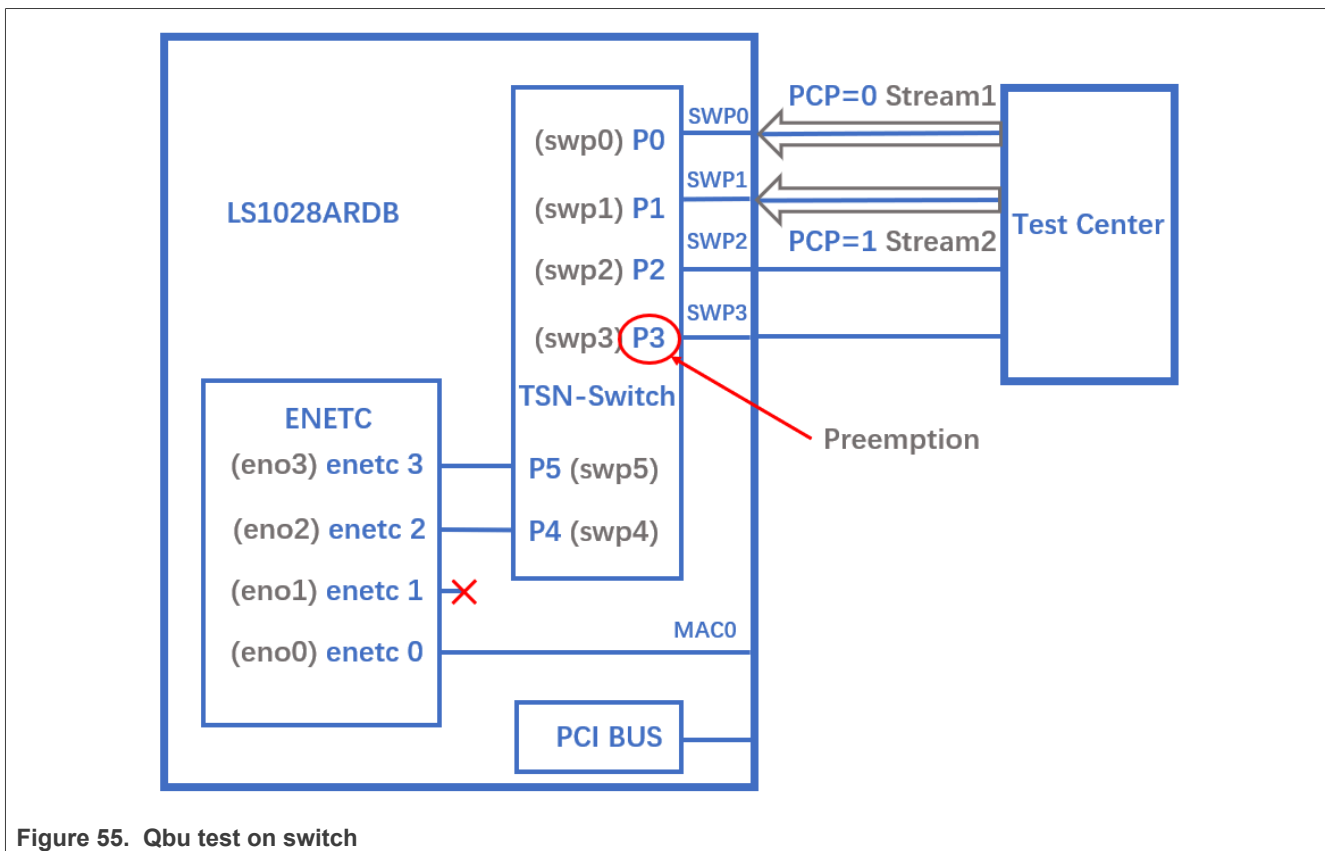 PCP=0 Stream1
SWP0
(swp0) P0
SWP1
(swp1) P1
LS1028ARDB
Test Center
PCP=1 Stream2
SWP2
(swp2) P2
SWP3
(swp3) P3
TSN-Switch
ENETC
Preemption
(eno3) enetc 3
P5 (swp5)
(eno2) enetc 2
P4 (swp4)
(eno1) enetc 1
MAC0
(eno0) enetc 0
PCI BUS
Figure 55. Qbu test on switch